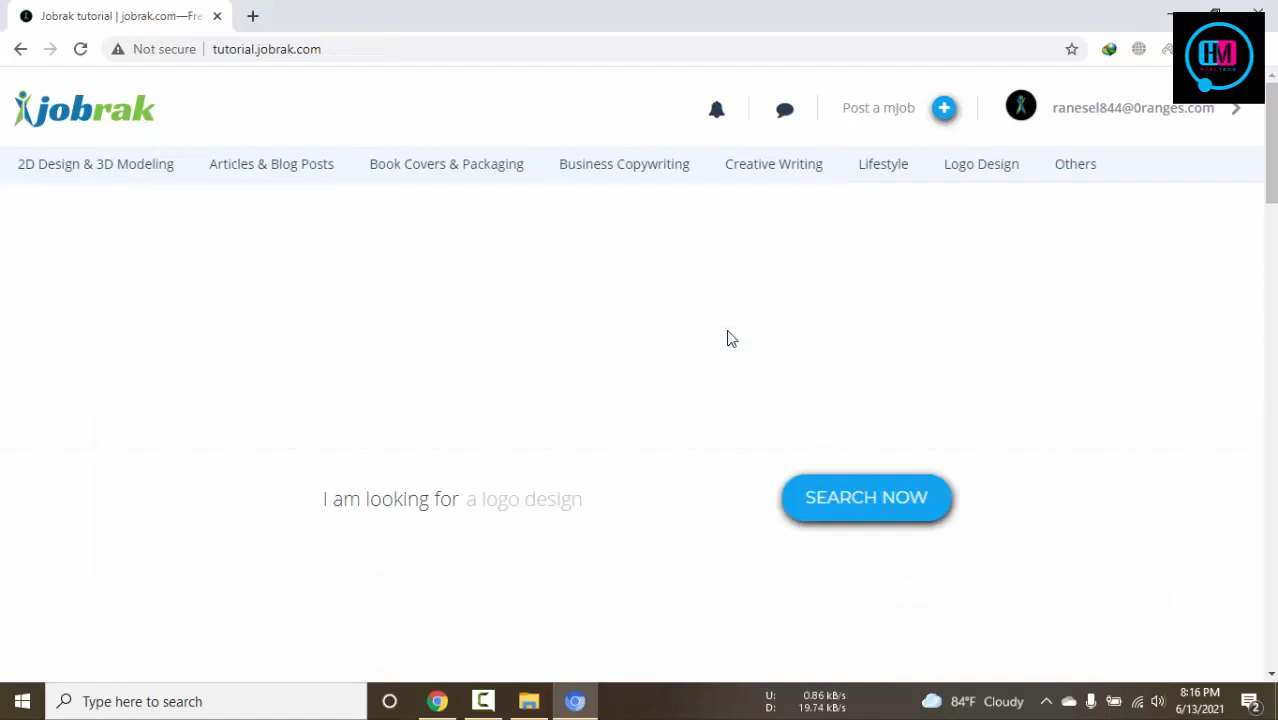 Jobrak tutorial | jobrak.com—Fre
Not secure tutorial.jobrak.com
HM
jobrak
Post a mJob
ranesel844@0ranges.com
2D Design & 3D Modeling Articles & Blog Posts Book Covers & Packaging Business Copywriting Creative Writing Lifestyle Logo Design Others
I am looking for a logo design
SEARCH NOW
Type here to search
U: 0.86 kB/s
D: 19.74 kB/s
84°F Cloudy
8:16 PM
6/13/2021
2